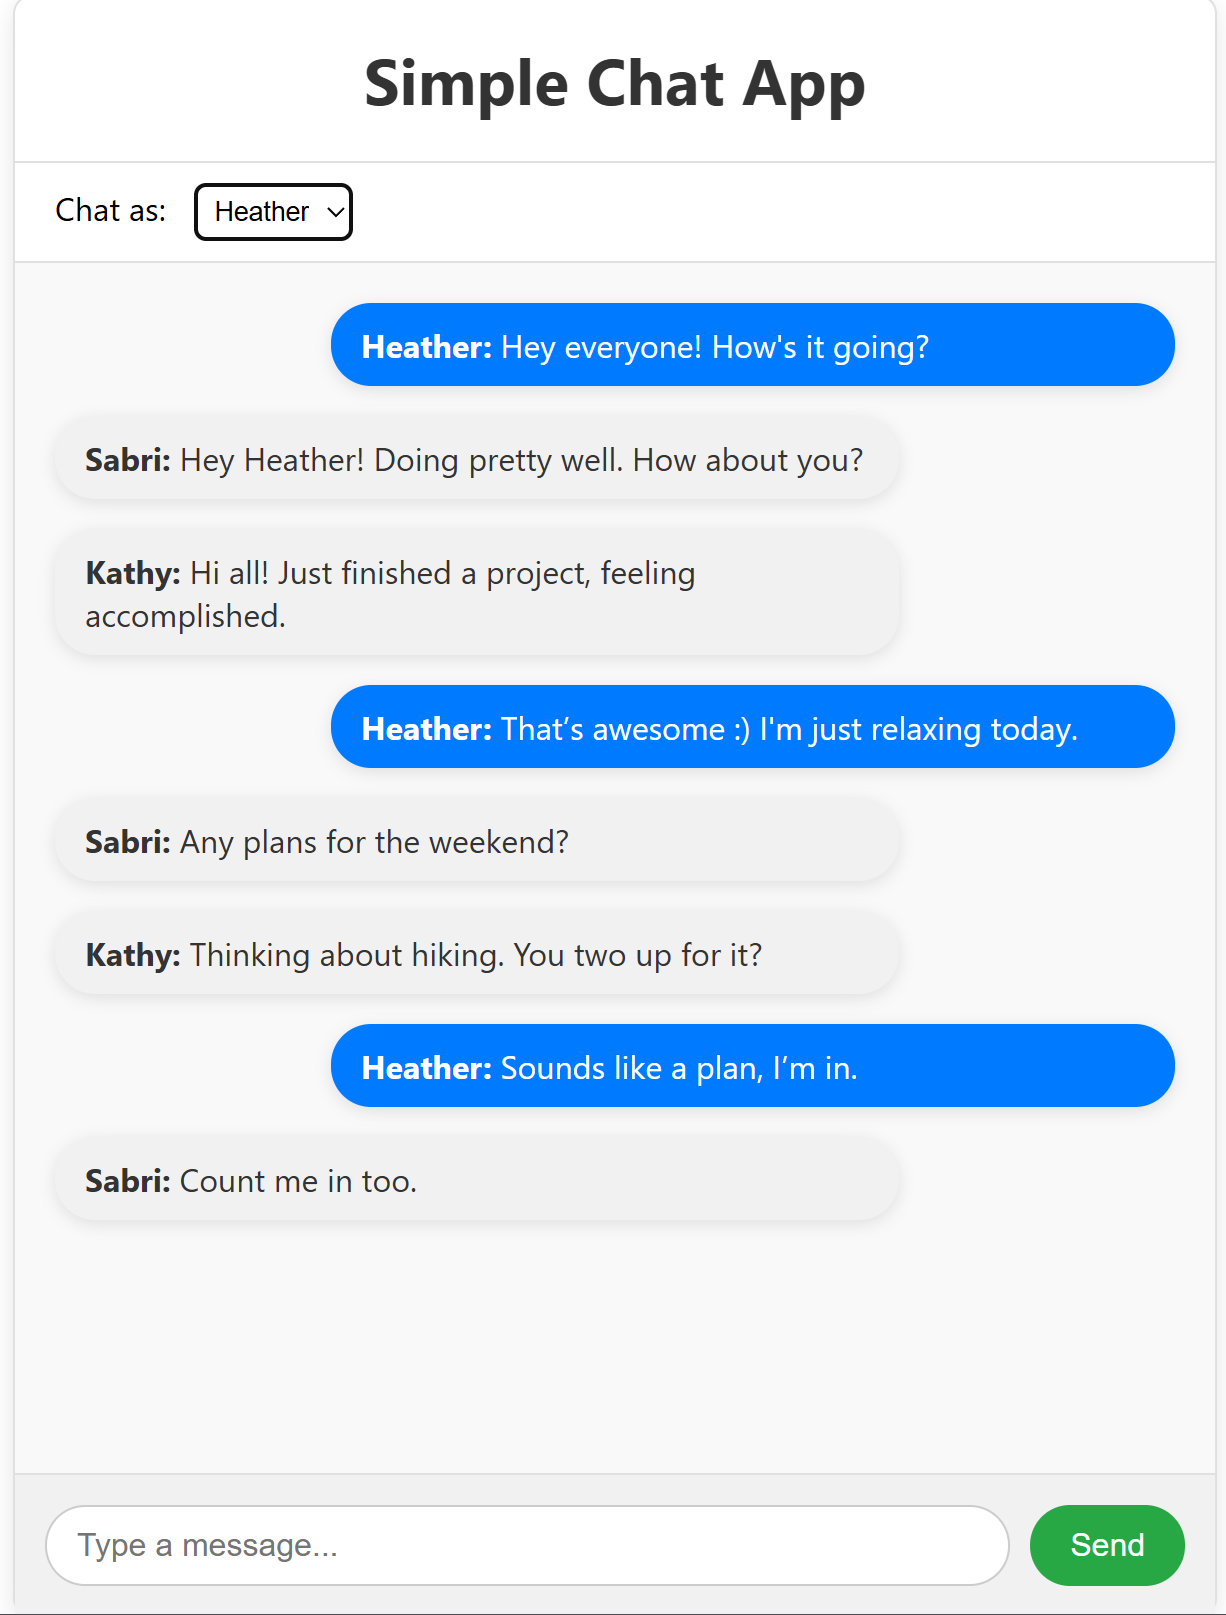 Simple Chat App
Chat as: Heather
Heather: Hey everyone! How's it going?
Sabri: Hey Heather! Doing pretty well. How about you?
Kathy: Hi all! Just finished a project, feeling
accomplished.
Heather: That’s awesome :) I'm just relaxing today.
Sabri: Any plans for the weekend?
Kathy: Thinking about hiking. You two up for it?
Heather: Sounds like a plan, I’m in.
Sabri: Count me in too.
Type a message...
Send